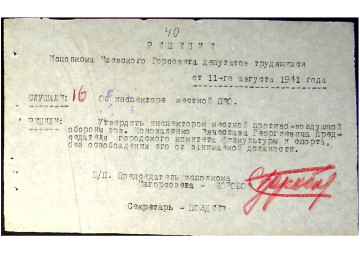 40
РЕШЕНИЕ
Исполкома Ижевского Горсовета депутатов трудящихся
от 11-го августа 1941 года
СЛУШАЛИ: 16 Об инспекторе местной ПВО.
РЕШИЛИ: Утвердить инспектором местной противо-воздушной
обороны тов. Коноваленко Вячеслава Георгиевича пред-
седателя городского комитета физкультуры и спорта,
без освобождения его от занимаемой должности.
П/П. Председатель исполкома
горсовета -
Секретарь -